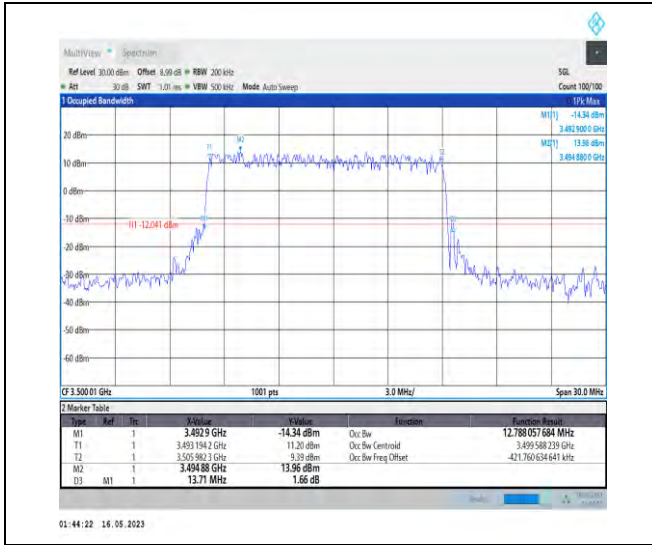 MultiView Spectrum
Ref Level 30.00 dBm Offset 8.99 dB RBW 200 kHz SGL
Att 30 dB SWT 1.01 ms VBW 500 kHz Mode Auto Sweep Count 100/100
1 Occupied Bandwidth 1Pk Max
M1[1] -14.34 dBm
3.492 900 0 GHz
M2[1] 13.96 dBm
3.494 880 0 GHz
20 dBm
10 dBm
0 dBm
-10 dBm
H1 -12.041 dBm
-20 dBm
-30 dBm
-40 dBm
-50 dBm
-60 dBm
T1
M2
T2
CF 3.500 01 GHz 1001 pts 3.0 MHz/ Span 30.0 MHz
2 Marker Table
Type Ref Trc X-Value Y-Value Function Function Result
M1 1 3.492 9 GHz -14.34 dBm Occ Bw 12.788 057 684 MHz
T1 1 3.493 194 2 GHz 11.20 dBm Occ Bw Centroid 3.499 588 239 GHz
T2 1 3.505 982 3 GHz 9.39 dBm Occ Bw Freq Offset -421.760 634 641 kHz
M2 1 3.494 88 GHz 13.96 dBm
D3 M1 1 13.71 MHz 1.66 dB
01:44:22 16.05.2023